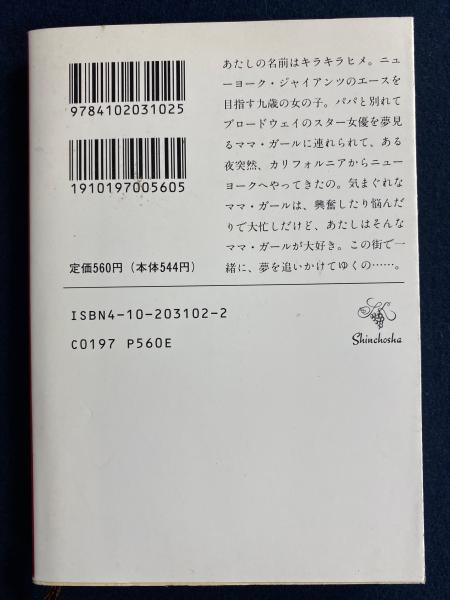 9784102031025
1910197005605
定価560円（本体544円）
あたしの名前はキラキラヒメ。ニュ
ーヨーク・ジャイアンツのエースを
目指す九歳の女の子。パパと別れて
ブロードウェイのスター女優を夢見
るママ・ガールに連れられて、ある
夜突然、カリフォルニアからニュー
ヨークへやってきたの。気まぐれな
ママ・ガールは、興奮したり悩んだ
りで大忙しだけど、あたしはそんな
ママ・ガールが大好き。この街で一
緒に、夢を追いかけてゆくの……。
ISBN4-10-203102-2
C0197 P560E
Shinchosha